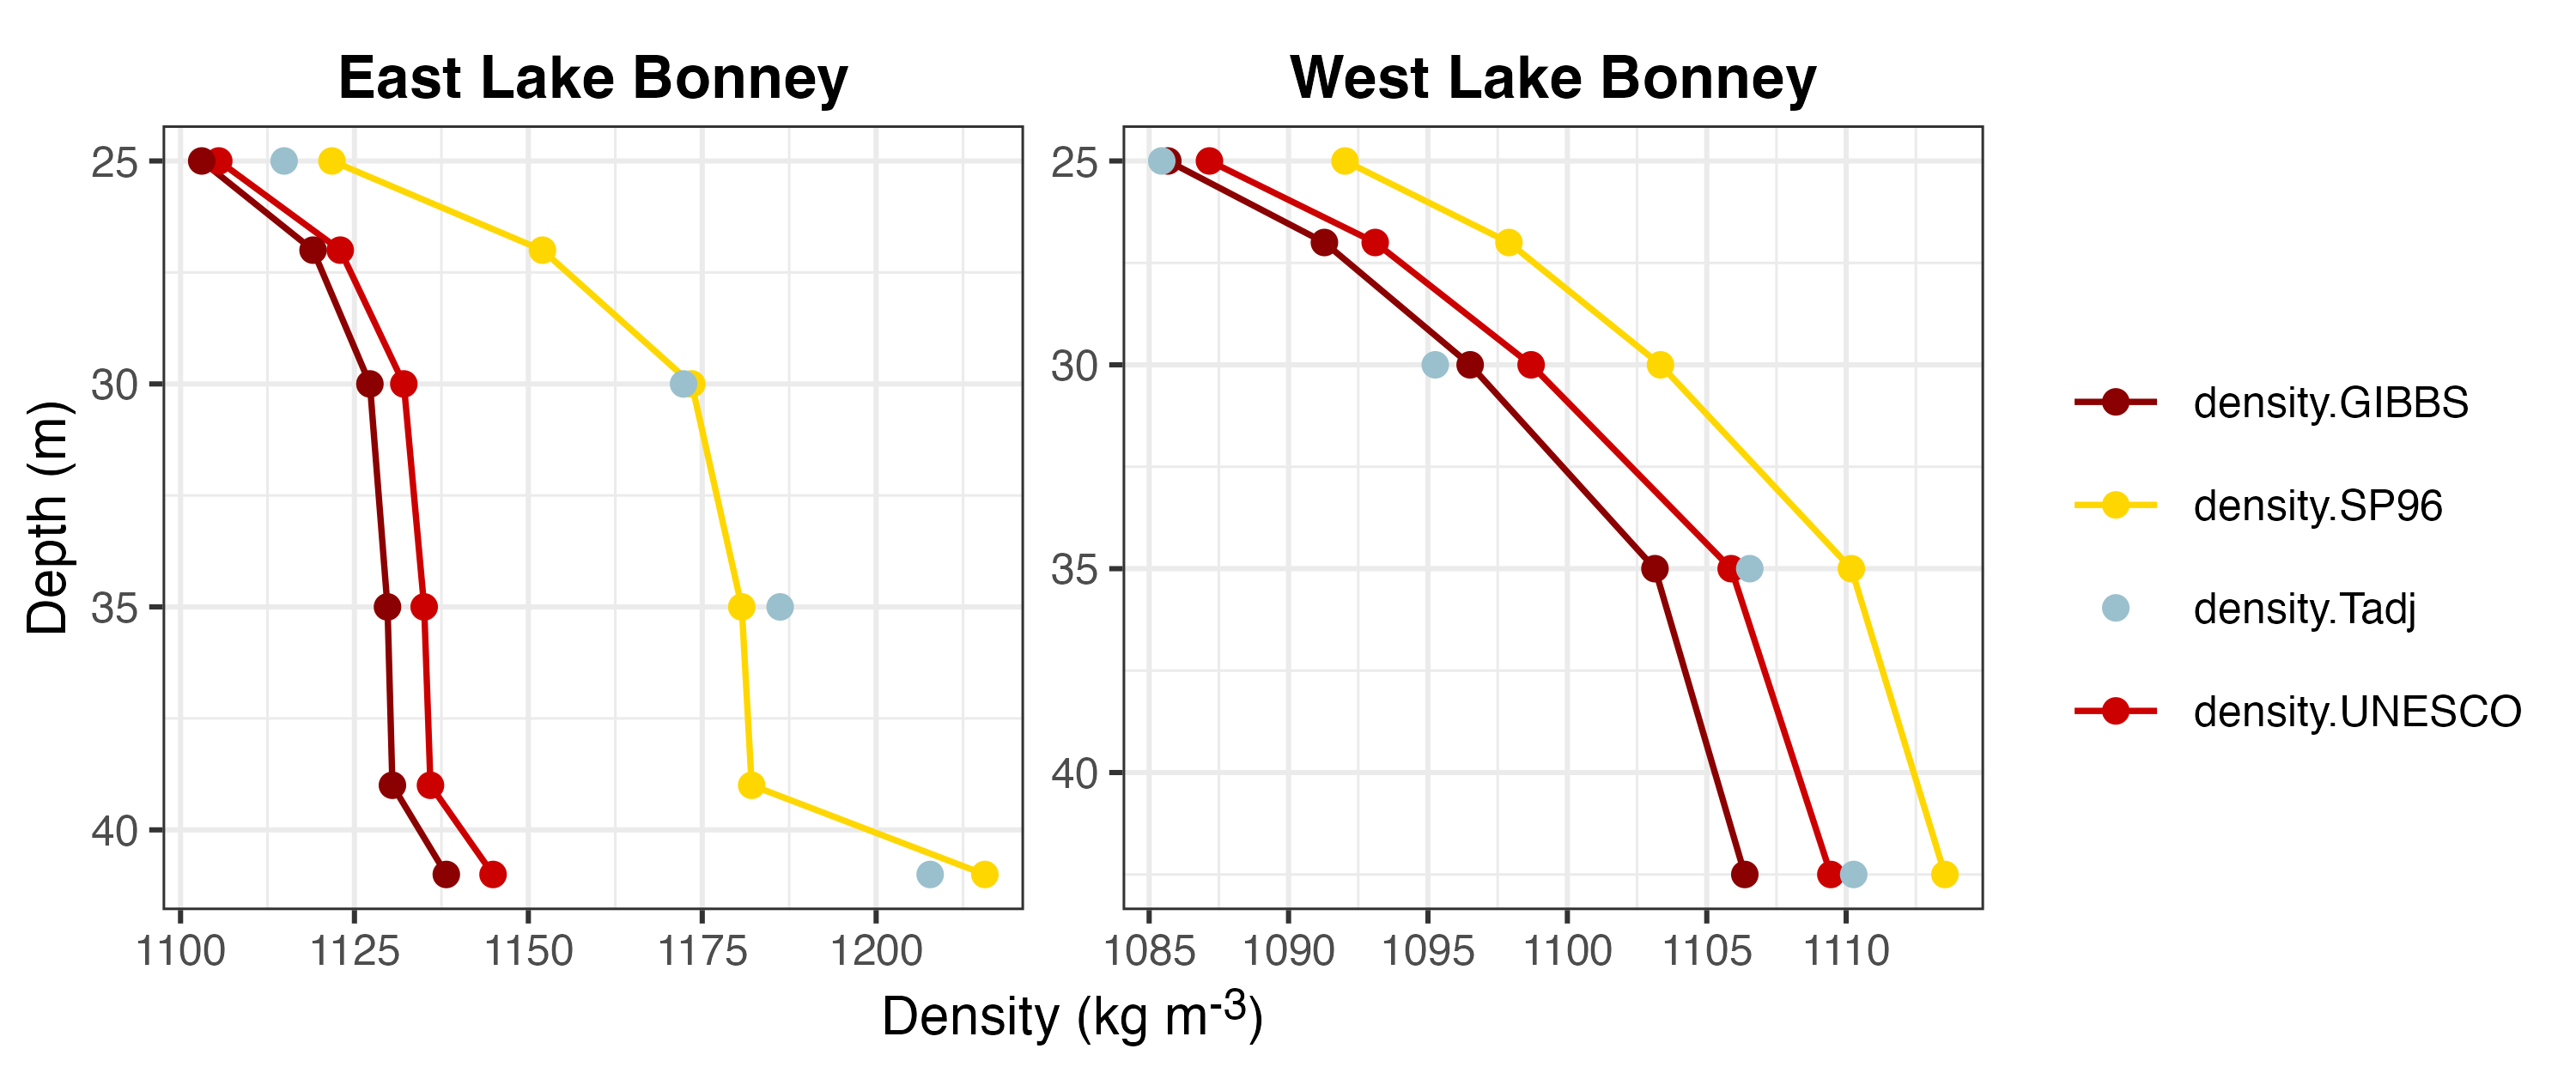 East Lake Bonney
West Lake Bonney
Depth (m)
25
30
35
40
25
30
35
40
1100 1125 1150 1175 1200
1085 1090 1095 1100 1105 1110
Density (kg m-3)
density.GIBBS
density.SP96
density.Tadj
density.UNESCO